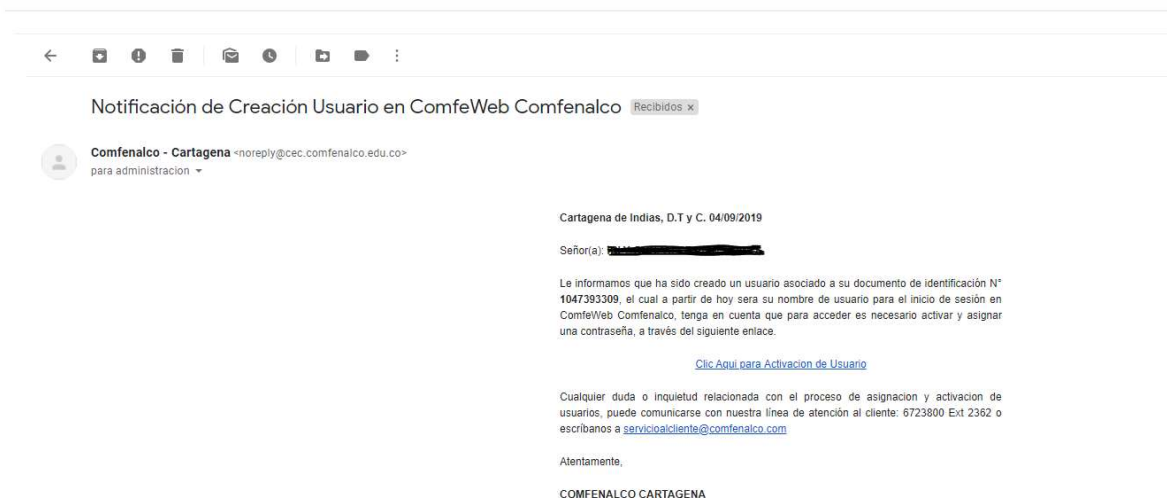 Notificación de Creación Usuario en ComfeWeb Comfenalco Recibidos x
Comfenalco - Cartagena <noreply@cec.comfenalco.edu.co>
para administracion
Cartagena de Indias, D.T y C. 04/09/2019
Señor(a):
Le informamos que ha sido creado un usuario asociado a su documento de identificación N°
1047393309, el cual a partir de hoy sera su nombre de usuario para el inicio de sesión en
ComfeWeb Comfenalco, tenga en cuenta que para acceder es necesario activar y asignar
una contraseña, a través del siguiente enlace.
Clic Aqui para Activacion de Usuario
Cualquier duda o inquietud relacionada con el proceso de asignacion y activacion de
usuarios, puede comunicarse con nuestra línea de atención al cliente: 6723800 Ext 2362 o
escríbanos a servicioalcliente@comfenalco.com
Atentamente,
COMFENALCO CARTAGENA